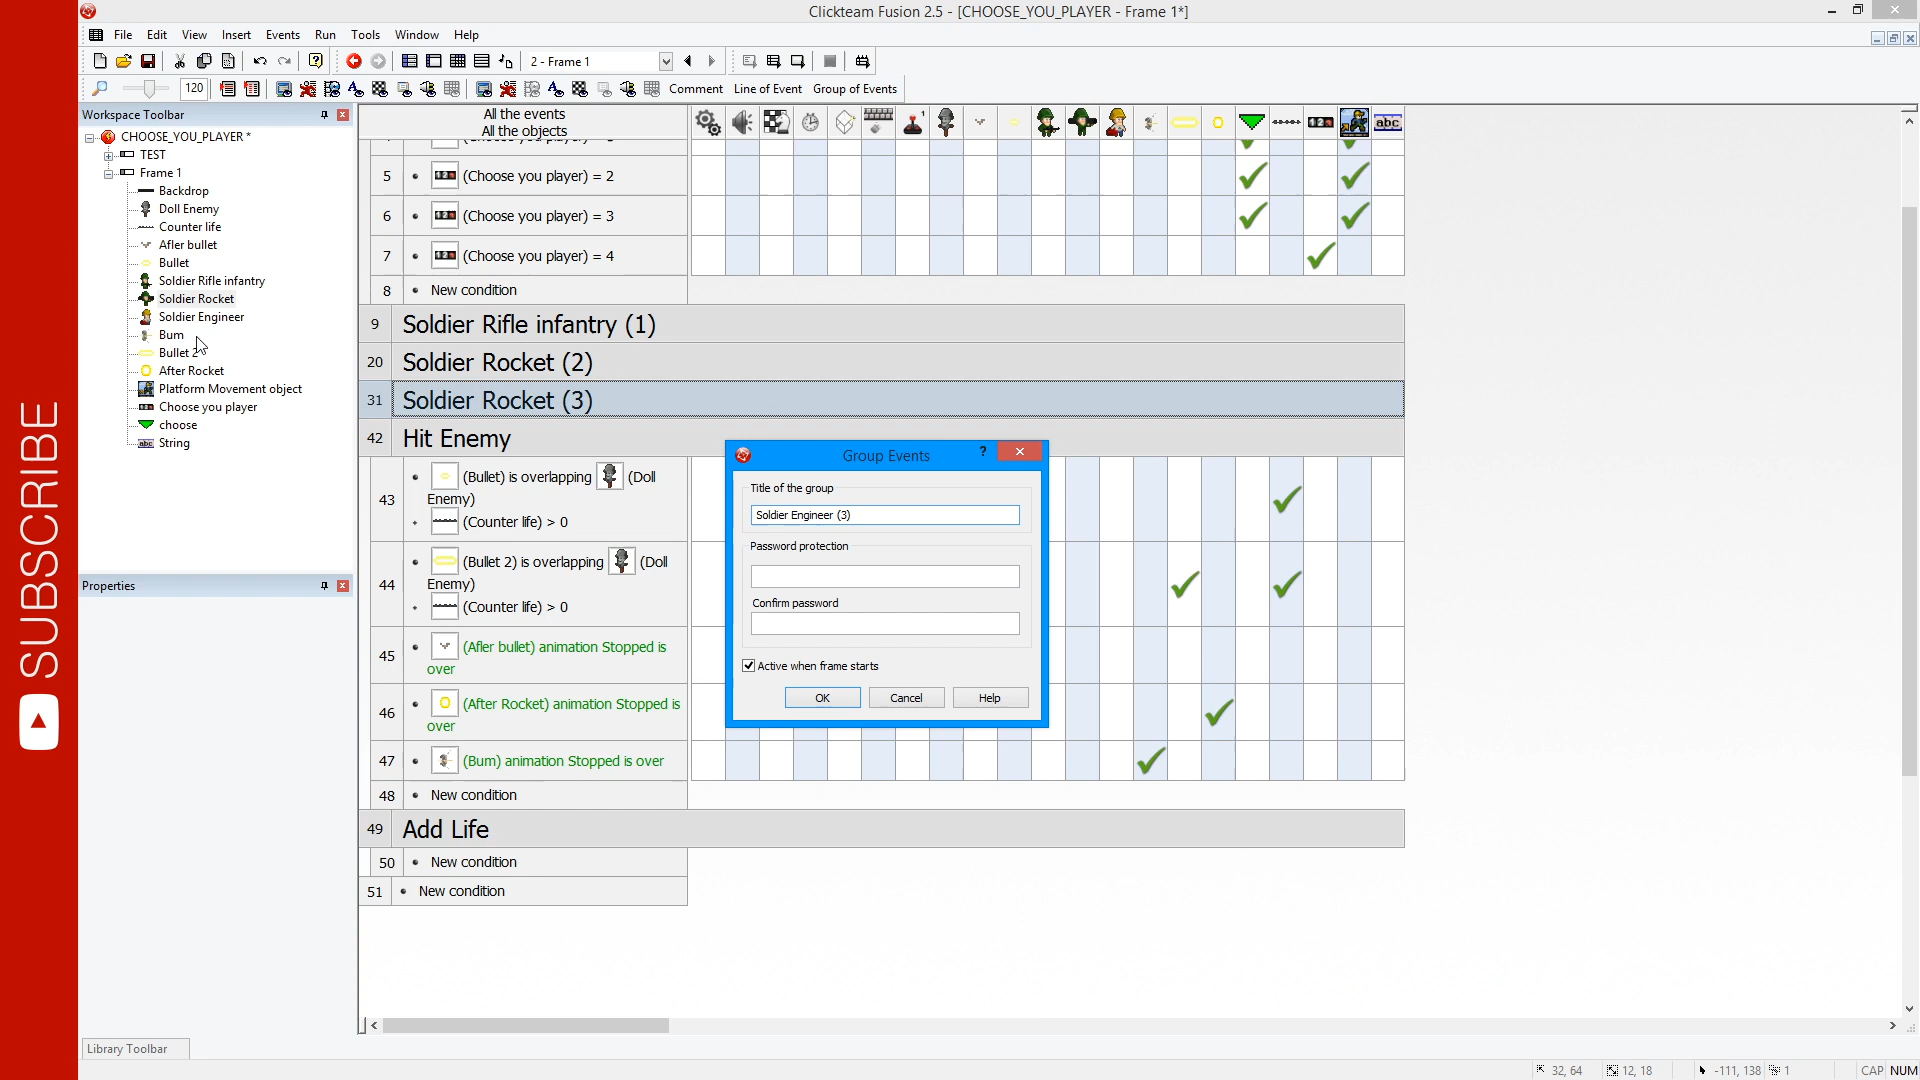 SUBSCRIBE
Clickteam Fusion 2.5 - [CHOOSE_YOU_PLAYER - Frame 1*]
File Edit View Insert Events Run Tools Window Help
2 - Frame 1
120
Comment Line of Event Group of Events
Workspace Toolbar
CHOOSE_YOU_PLAYER *
TEST
Frame 1
Backdrop
Doll Enemy
Counter life
Afler bullet
Bullet
Soldier Rifle infantry
Soldier Rocket
Soldier Engineer
Bum
Bullet 2
After Rocket
Platform Movement object
Choose you player
choose
String
Properties
Library Toolbar
All the events
All the objects
5 • (Choose you player) = 2
6 • (Choose you player) = 3
7 • (Choose you player) = 4
8 • New condition
9 Soldier Rifle infantry (1)
20 Soldier Rocket (2)
31 Soldier Rocket (3)
42 Hit Enemy
43 • (Bullet) is overlapping (Doll
Enemy)
• (Counter life) > 0
44 • (Bullet 2) is overlapping (Doll
Enemy)
• (Counter life) > 0
45 • (Afler bullet) animation Stopped is
over
46 • (After Rocket) animation Stopped is
over
47 • (Bum) animation Stopped is over
48 • New condition
49 Add Life
50 • New condition
51 • New condition
Group Events
Title of the group
Soldier Engineer (3)
Password protection
Confirm password
Active when frame starts
OK Cancel Help
32, 64 12, 18 -111, 138 1 CAP NUM